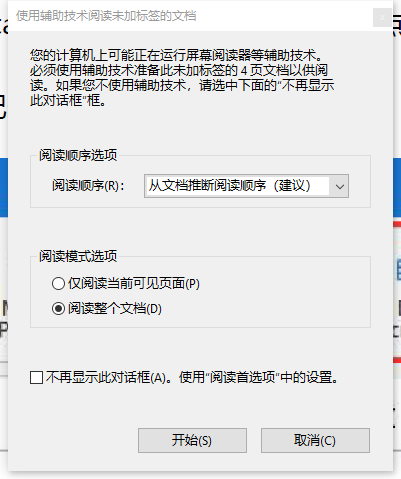 使用辅助技术阅读未加标签的文档
您的计算机上可能正在运行屏幕阅读器等辅助技术。
必须使用辅助技术准备此未加标签的 4 页文档以供阅
读。如果您不使用辅助技术，请选中下面的"不再显示
此对话框"框。
阅读顺序选项
阅读顺序(R):
从文档推断阅读顺序（建议）
阅读模式选项
仅阅读当前可见页面(P)
阅读整个文档(D)
不再显示此对话框(A)。使用"阅读首选项"中的设置。
开始(S)
取消(C)